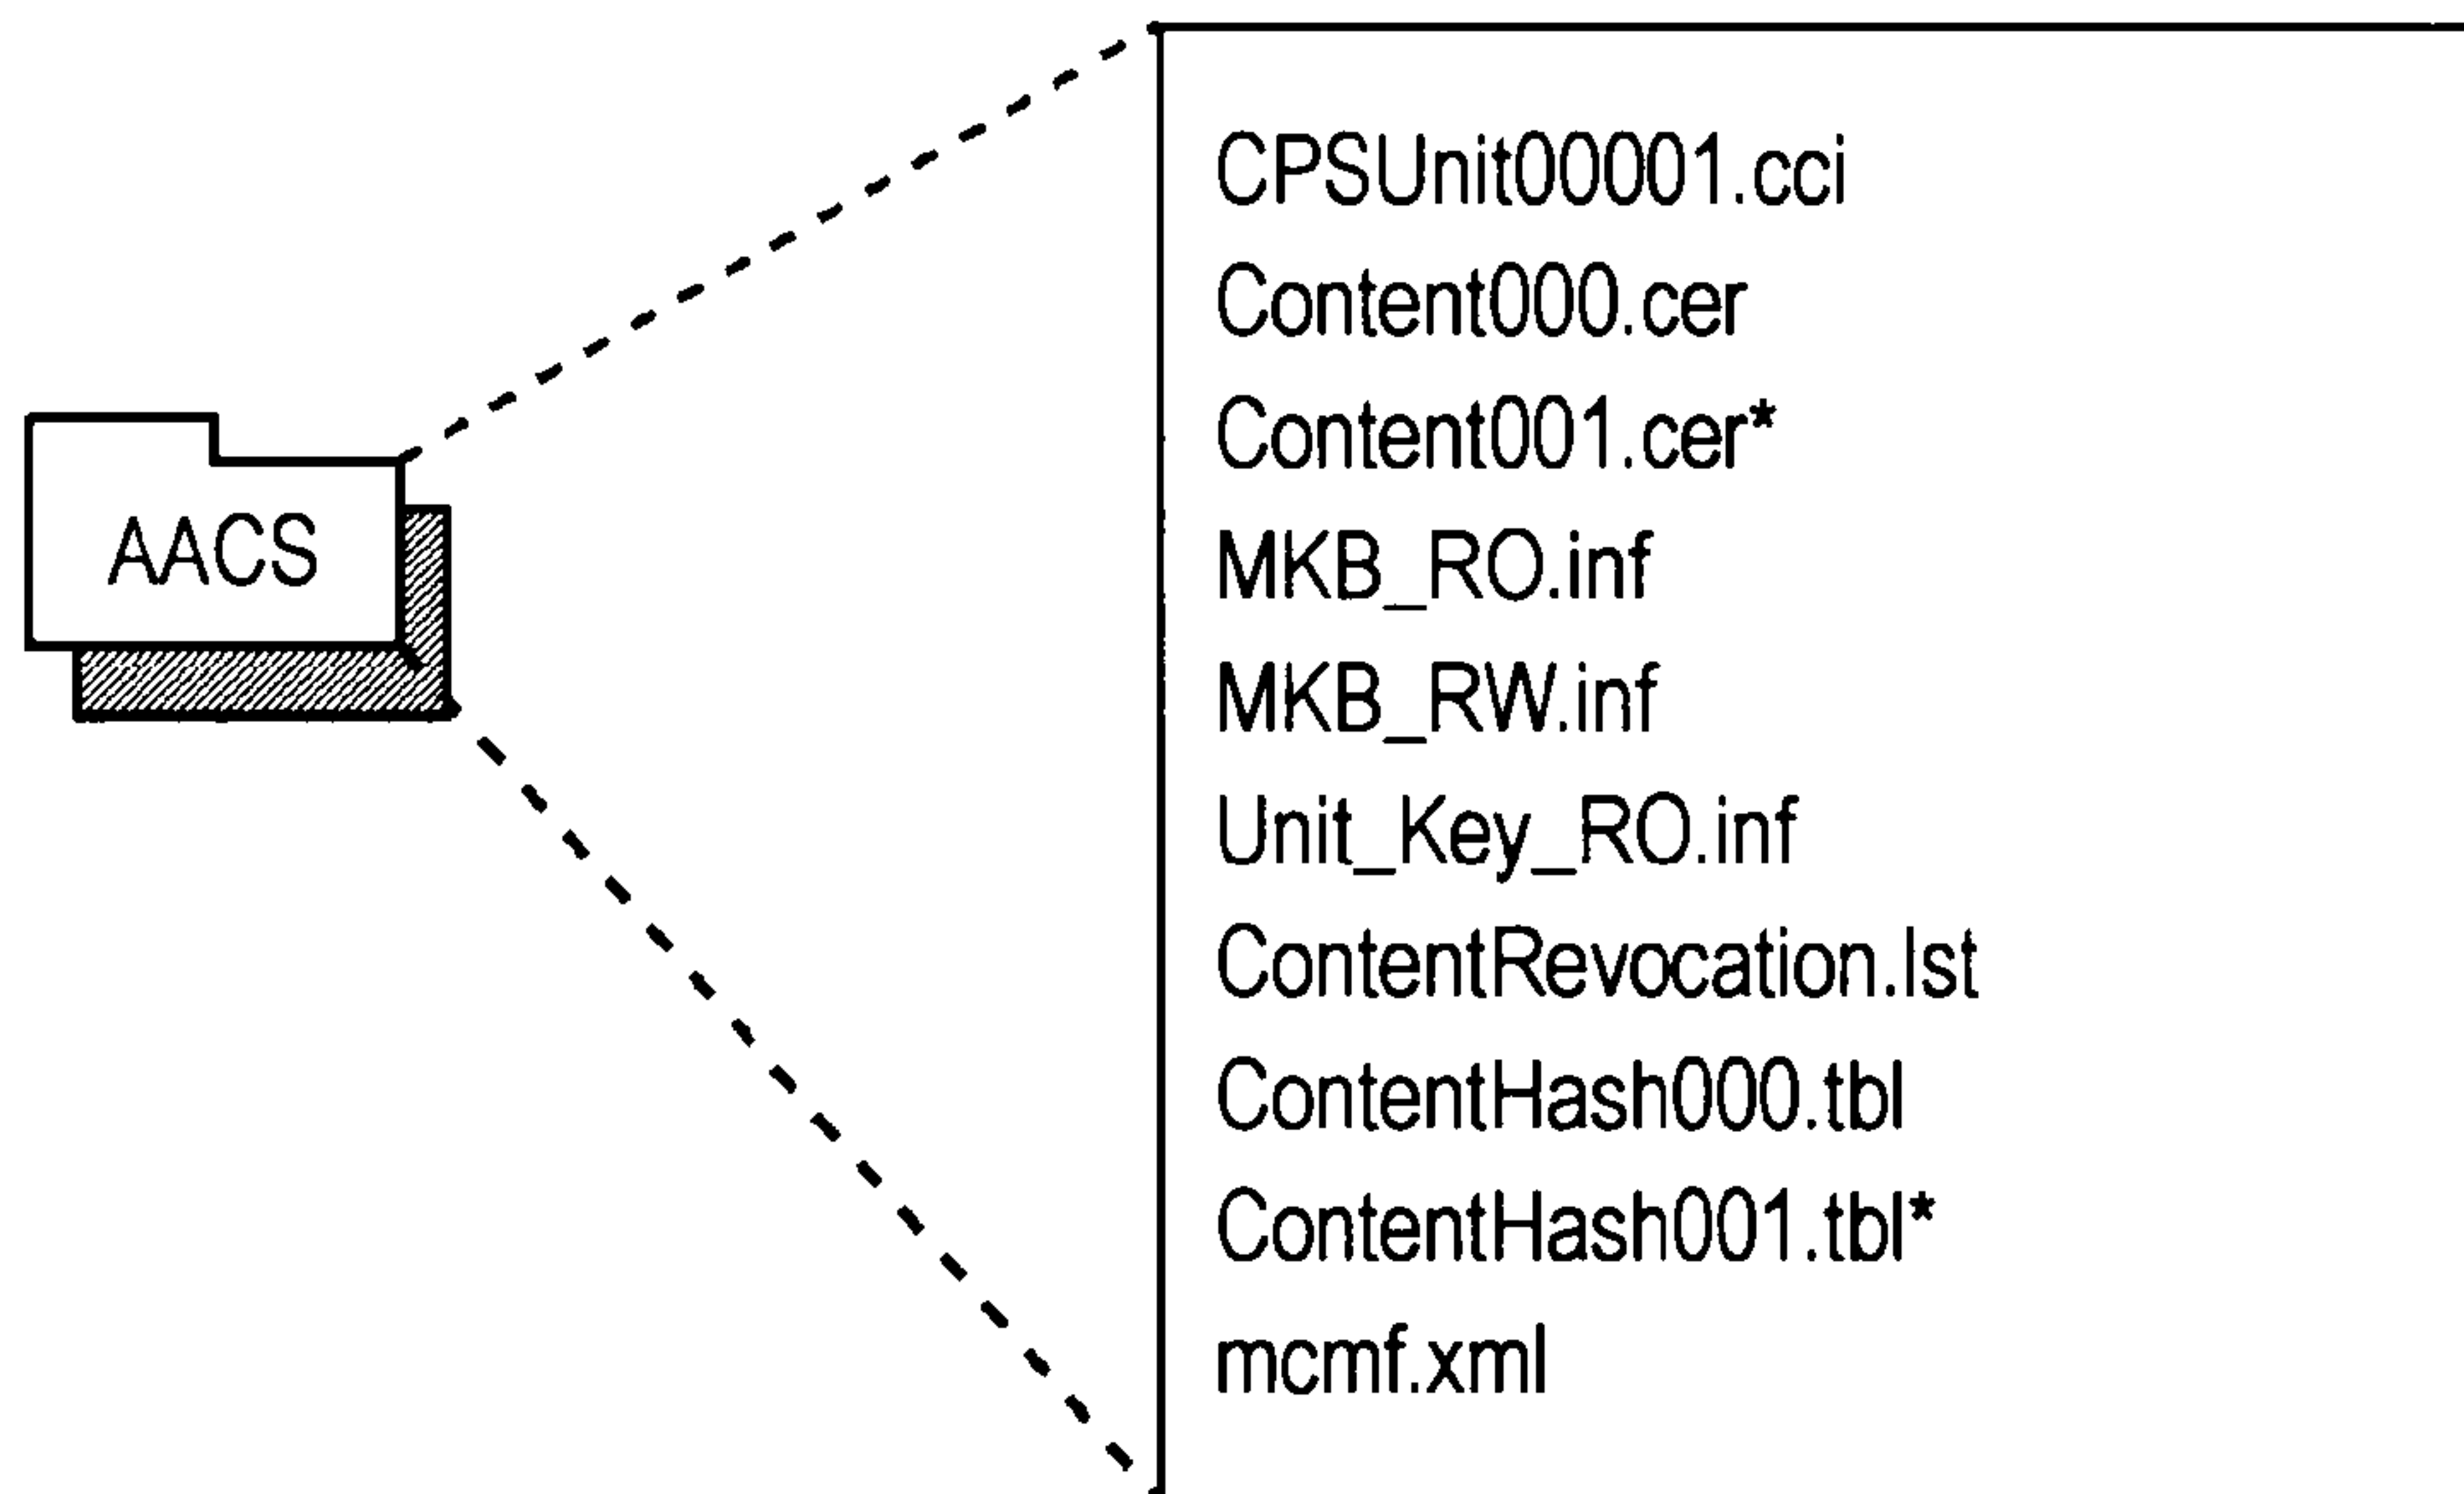 AACS
CPSUnit00001.cci
Content000.cer
Content001.cer*
MKB_RO.inf
MKB_RW.inf
Unit_Key_RO.inf
ContentRevocation.lst
ContentHash000.tbl
ContentHash001.tbl*
mcmf.xml